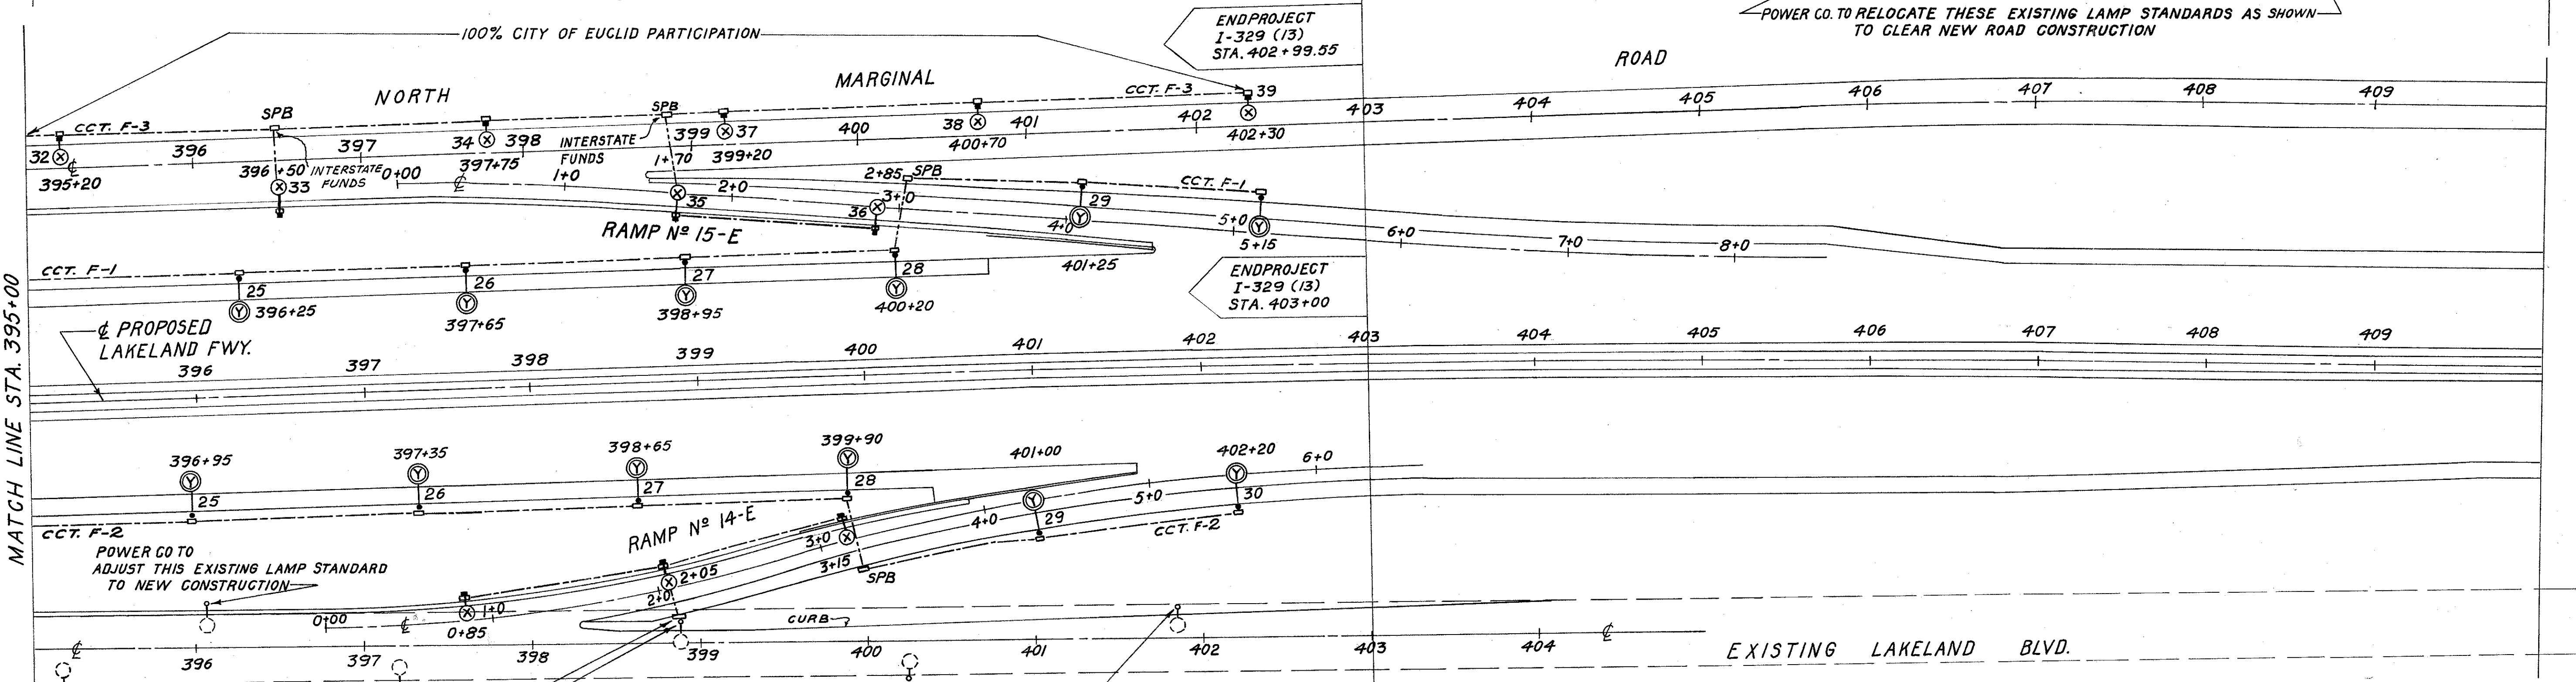 POWER CO. TO RELOCATE THESE EXISTING LAMP STANDARDS AS SHOWN
TO CLEAR NEW ROAD CONSTRUCTION
ENDPROJECT
I-329 (13)
STA. 402+99.55
100% CITY OF EUCLID PARTICIPATION
NORTH MARGINAL ROAD
CCT. F-3 SPB SPB CCT. F-3 39
32 396 397 34 398 399 37 400 38 401 402 403 404 405 406 407 408 409
℄ 395+20 396+50 397+75 399+20 400+70 402+30
INTERSTATE
FUNDS
INTERSTATE
FUNDS
33 0+00 ℄ 1+0 1+70 35 2+0 2+85 SPB 36 3+0 29 CCT. F-1
4+0 5+0 5+15 6+0 7+0 8+0
RAMP Nº 15-E
CCT. F-1 25 26 27 28 401+25
396+25 397+65 398+95 400+20
ENDPROJECT
I-329 (13)
STA. 403+00
MATCH LINE STA. 395+00
℄ PROPOSED
LAKELAND FWY.
396 397 398 399 400 401 402 403 404 405 406 407 408 409
396+95 397+35 398+65 399+90 401+00 402+20 6+0
Y Y Y Y Y Y
25 26 27 28 29 30
CCT. F-2
RAMP Nº 14-E
3+0 4+0 5+0
CCT. F-2
POWER CO TO
ADJUST THIS EXISTING LAMP STANDARD
TO NEW CONSTRUCTION
2+05 3+15 SPB
0+00 ℄ 0+85 1+0 2+0 CURB
℄ 396 397 398 399 400 401 402 403 404 ℄
EXISTING LAKELAND BLVD.